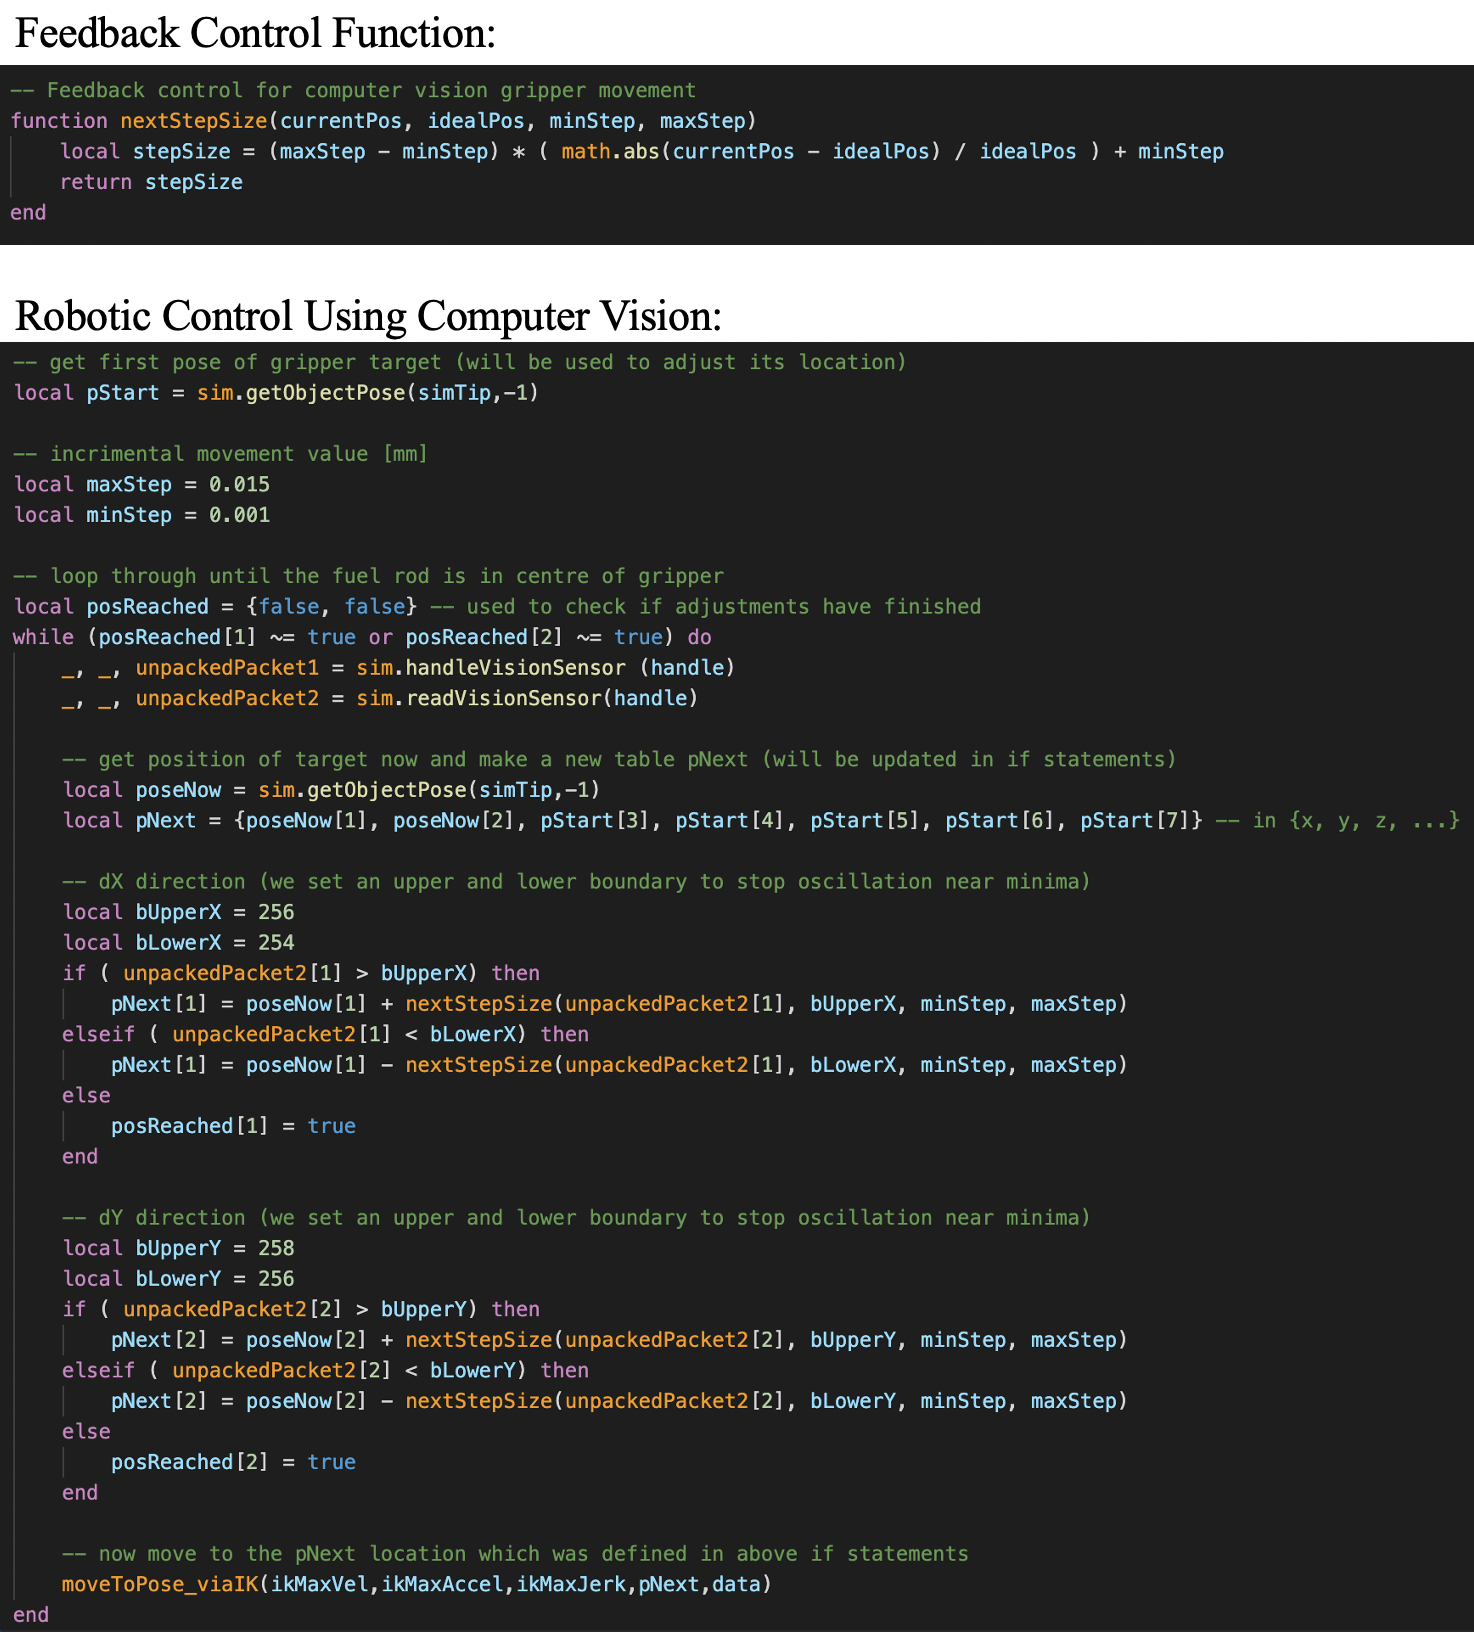 Feedback Control Function:
-- Feedback control for computer vision gripper movement
function nextStepSize(currentPos, idealPos, minStep, maxStep)
    local stepSize = (maxStep - minStep) * ( math.abs(currentPos - idealPos) / idealPos ) + minStep
    return stepSize
end
Robotic Control Using Computer Vision:
-- get first pose of gripper target (will be used to adjust its location)
local pStart = sim.getObjectPose(simTip,-1)
-- incrimental movement value [mm]
local maxStep = 0.015
local minStep = 0.001
-- loop through until the fuel rod is in centre of gripper
local posReached = {false, false} -- used to check if adjustments have finished
while (posReached[1] ~= true or posReached[2] ~= true) do
    _, _, unpackedPacket1 = sim.handleVisionSensor (handle)
    _, _, unpackedPacket2 = sim.readVisionSensor(handle)
    -- get position of target now and make a new table pNext (will be updated in if statements)
    local poseNow = sim.getObjectPose(simTip,-1)
    local pNext = {poseNow[1], poseNow[2], pStart[3], pStart[4], pStart[5], pStart[6], pStart[7]} -- in {x, y, z, ...}
    -- dX direction (we set an upper and lower boundary to stop oscillation near minima)
    local bUpperX = 256
    local bLowerX = 254
    if ( unpackedPacket2[1] > bUpperX) then
        pNext[1] = poseNow[1] + nextStepSize(unpackedPacket2[1], bUpperX, minStep, maxStep)
    elseif ( unpackedPacket2[1] < bLowerX) then
        pNext[1] = poseNow[1] - nextStepSize(unpackedPacket2[1], bLowerX, minStep, maxStep)
    else
        posReached[1] = true
    end
    -- dY direction (we set an upper and lower boundary to stop oscillation near minima)
    local bUpperY = 258
    local bLowerY = 256
    if ( unpackedPacket2[2] > bUpperY) then
        pNext[2] = poseNow[2] + nextStepSize(unpackedPacket2[2], bUpperY, minStep, maxStep)
    elseif ( unpackedPacket2[2] < bLowerY) then
        pNext[2] = poseNow[2] - nextStepSize(unpackedPacket2[2], bLowerY, minStep, maxStep)
    else
        posReached[2] = true
    end
    -- now move to the pNext location which was defined in above if statements
    moveToPose_viaIK(ikMaxVel,ikMaxAccel,ikMaxJerk,pNext,data)
end